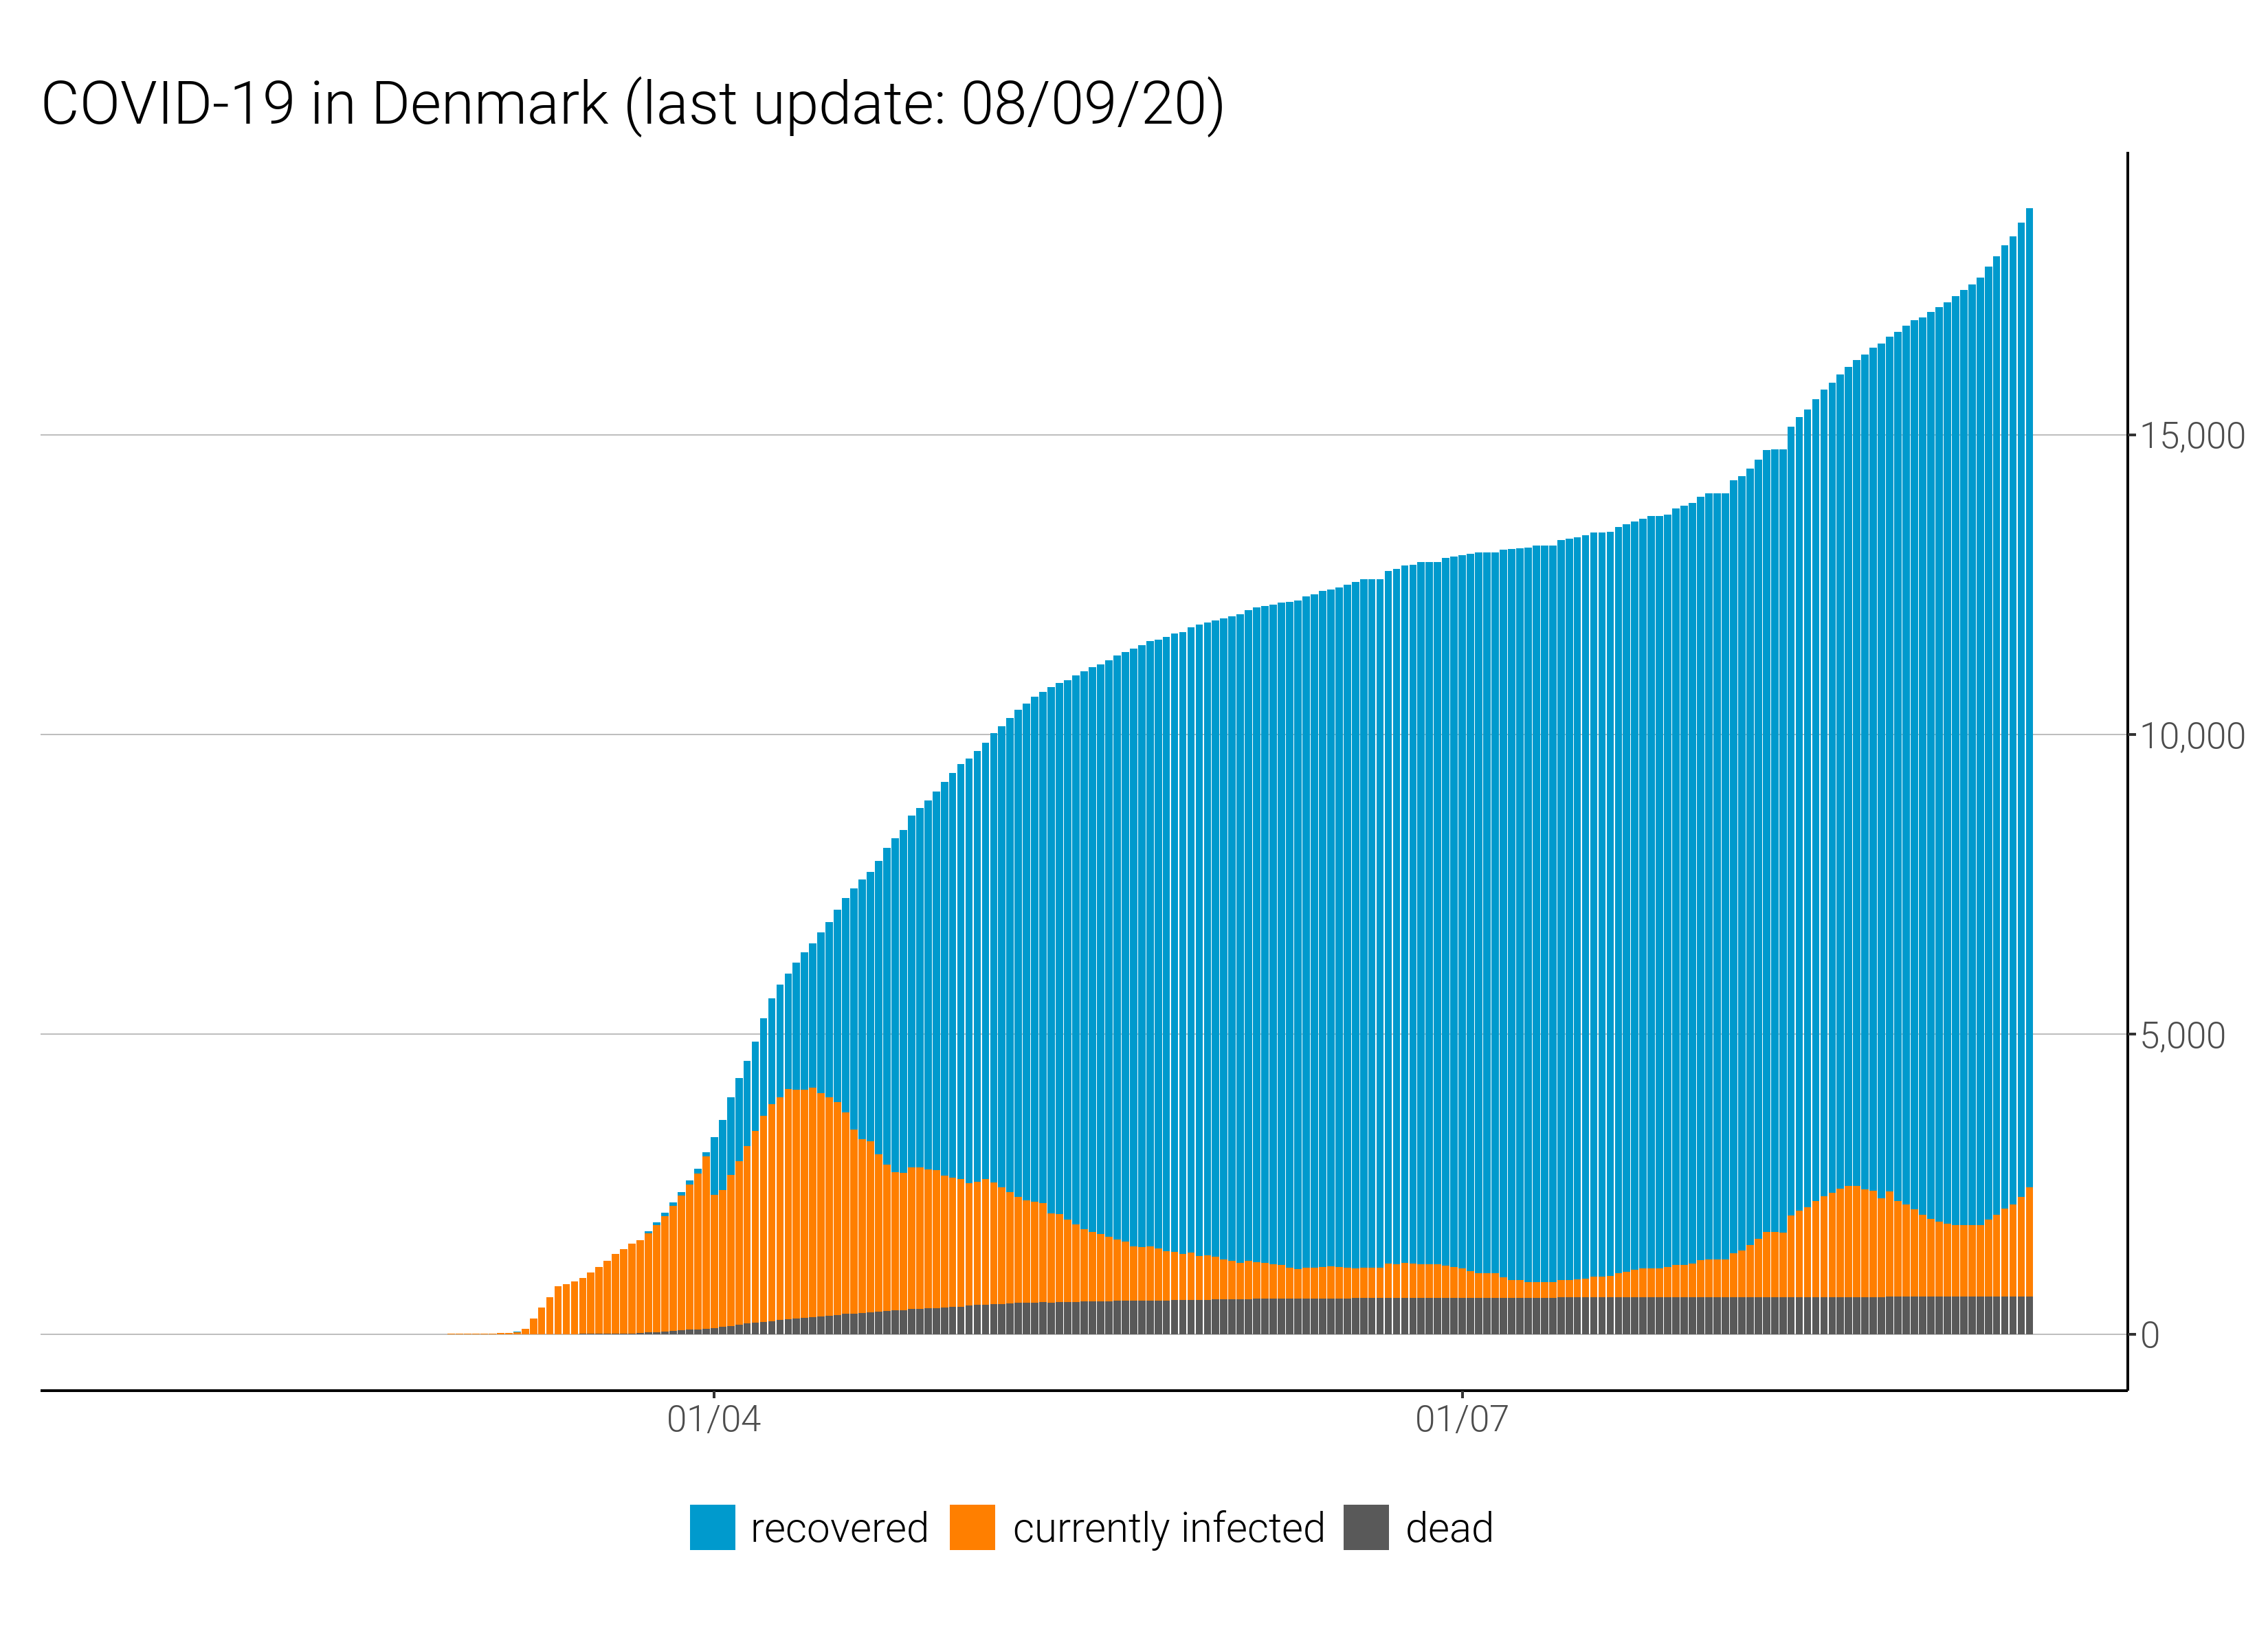 COVID-19 in Denmark (last update: 08/09/20)
15,000
10,000
5,000
0
01/04 01/07
recovered currently infected dead